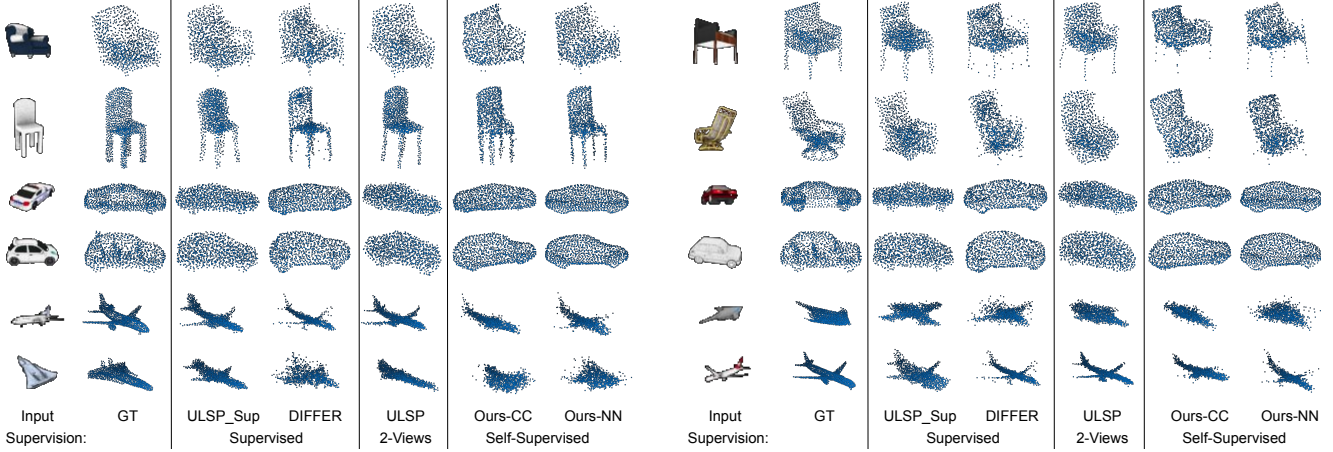 Input GT ULSP_Sup DIFFER ULSP Ours-CC Ours-NN Input GT ULSP_Sup DIFFER ULSP Ours-CC Ours-NN
Supervision: Supervised 2-Views Self-Supervised Supervision: Supervised 2-Views Self-Supervised